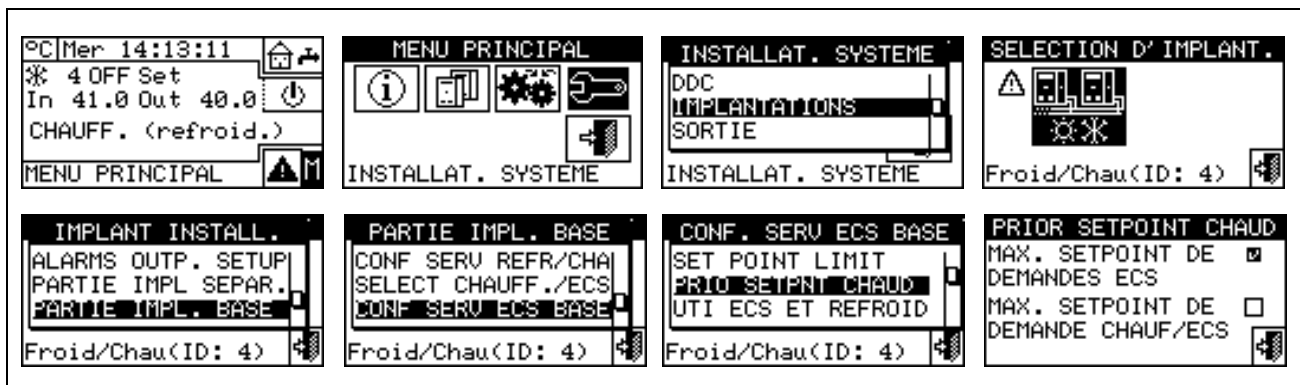 °C Mer 14:13:11
4 OFF Set
In 41.0 Out 40.0
CHAUFF. (refroid.)
MENU PRINCIPAL M
MENU PRINCIPAL
INSTALLAT. SYSTEME
INSTALLAT. SYSTEME
DDC
IMPLANTATIONS
SORTIE
INSTALLAT. SYSTEME
SELECTION D'IMPLANT.
Froid/Chau(ID: 4)
IMPLANT INSTALL.
ALARMS OUTP. SETUP
PARTIE IMPL SEPAR.
PARTIE IMPL. BASE
Froid/Chau(ID: 4)
PARTIE IMPL. BASE
CONF SERV REFR/CHA
SELECT CHAUFF./ECS
CONF SERV ECS BASE
Froid/Chau(ID: 4)
CONF. SERV ECS BASE
SET POINT LIMIT
PRIO SETPNT CHAUD
UTI ECS ET REFROID
Froid/Chau(ID: 4)
PRIOR SETPOINT CHAUD
MAX. SETPOINT DE
DEMANDES ECS
MAX. SETPOINT DE
DEMANDE CHAUF/ECS